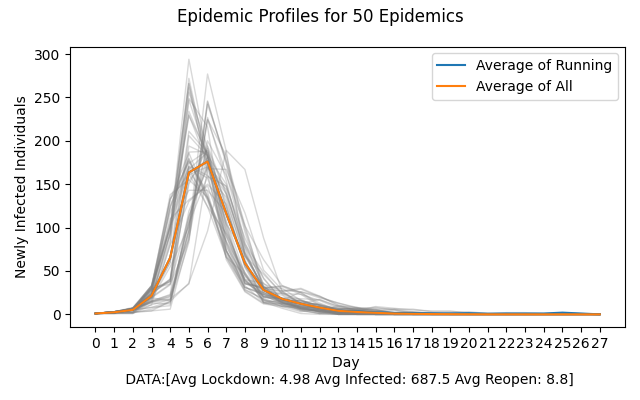 Epidemic Profiles for 50 Epidemics
300
250
200
150
100
50
0
Newly Infected Individuals
Average of Running
Average of All
0 1 2 3 4 5 6 7 8 9 10 11 12 13 14 15 16 17 18 19 20 21 22 23 24 25 26 27
Day
DATA:[Avg Lockdown: 4.98 Avg Infected: 687.5 Avg Reopen: 8.8]